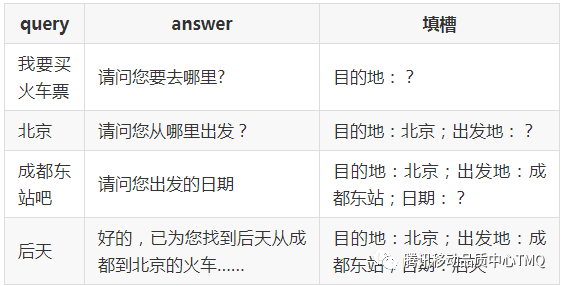 query answer 填槽
我要买
火车票
请问您要去哪里?
目的地：？
北京
请问您从哪里出发？
目的地：北京；出发地：？
成都东
站吧
请问您出发的日期
目的地：北京；出发地：成
都东站；日期：？
后天
好的，已为您找到后天从成
都到北京的火车......
目的地：北京；出发地：成
都东站；日期：后天
腾讯移动品质中心TMQ